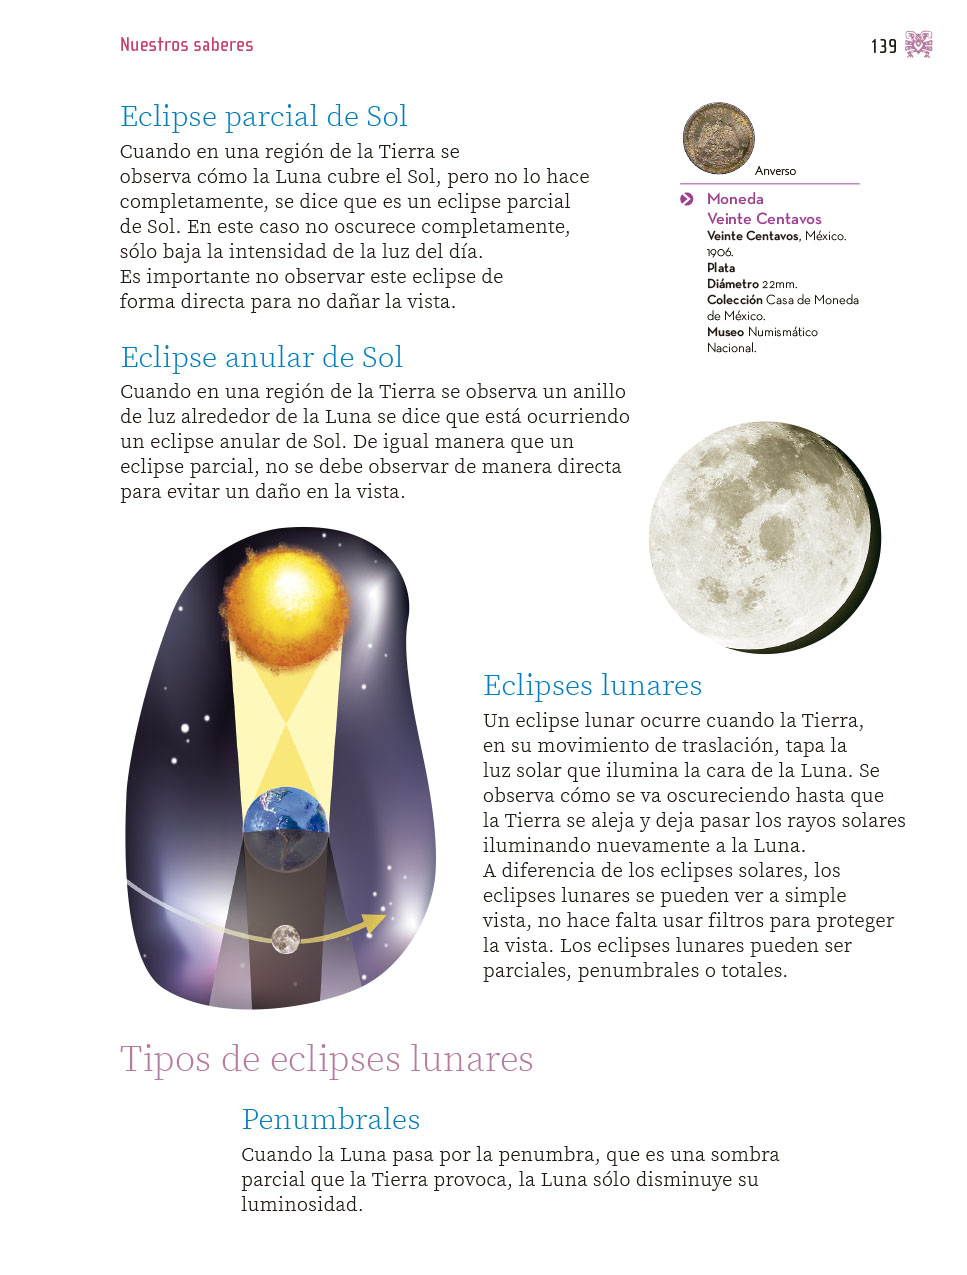 Nuestros saberes
139
Eclipse parcial de Sol
Cuando en una región de la Tierra se
observa cómo la Luna cubre el Sol, pero no lo hace
completamente, se dice que es un eclipse parcial
de Sol. En este caso no oscurece completamente,
sólo baja la intensidad de la luz del día.
Es importante no observar este eclipse de
forma directa para no dañar la vista.
Anverso
Moneda
Veinte Centavos
Veinte Centavos, México.
1906.
Plata
Diámetro 22mm.
Colección Casa de Moneda
de México.
Museo Numismático
Nacional.
Eclipse anular de Sol
Cuando en una región de la Tierra se observa un anillo
de luz alrededor de la Luna se dice que está ocurriendo
un eclipse anular de Sol. De igual manera que un
eclipse parcial, no se debe observar de manera directa
para evitar un daño en la vista.
Eclipses lunares
Un eclipse lunar ocurre cuando la Tierra,
en su movimiento de traslación, tapa la
luz solar que ilumina la cara de la Luna. Se
observa cómo se va oscureciendo hasta que
la Tierra se aleja y deja pasar los rayos solares
iluminando nuevamente a la Luna.
A diferencia de los eclipses solares, los
eclipses lunares se pueden ver a simple
vista, no hace falta usar filtros para proteger
la vista. Los eclipses lunares pueden ser
parciales, penumbrales o totales.
Tipos de eclipses lunares
Penumbrales
Cuando la Luna pasa por la penumbra, que es una sombra
parcial que la Tierra provoca, la Luna sólo disminuye su
luminosidad.